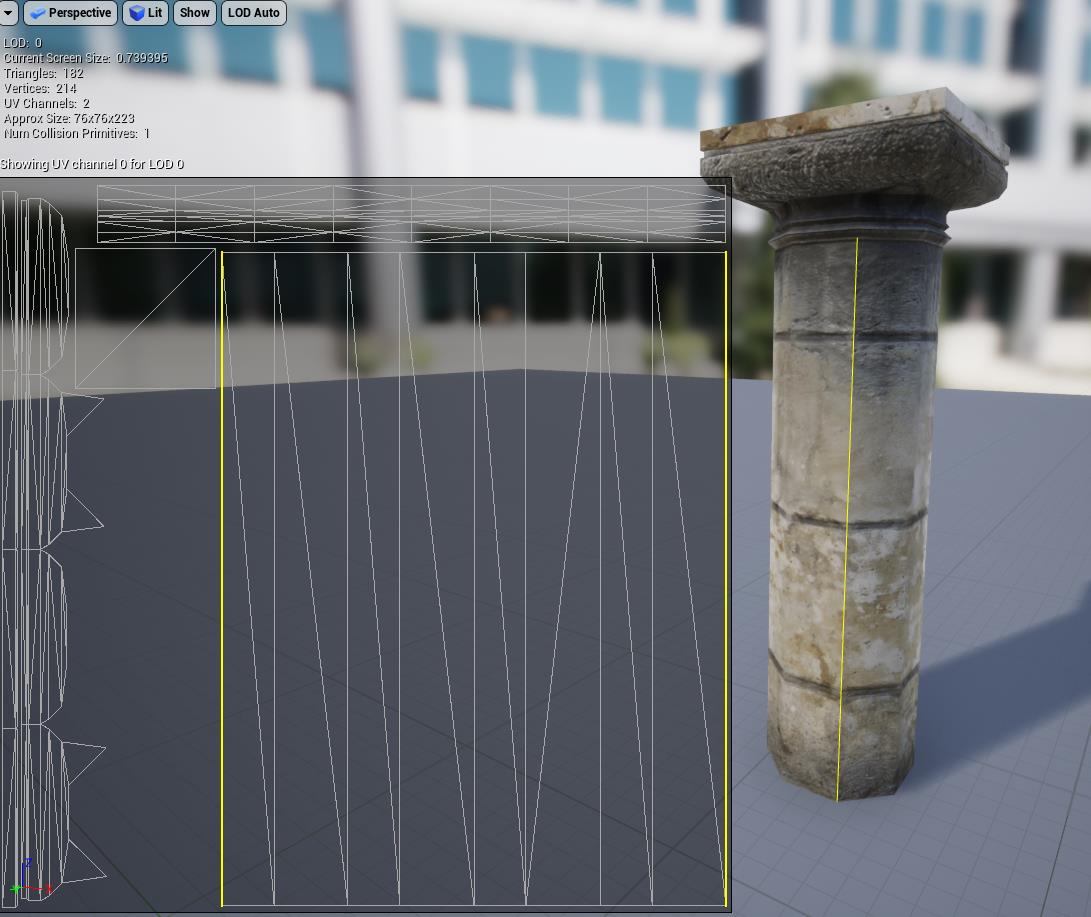 Perspective Lit Show LOD Auto
LOD: 0
Current Screen Size: 0.739395
Triangles: 182
Vertices: 214
UV Channels: 2
Approx Size: 76x76x223
Num Collision Primitives: 1
Showing UV channel 0 for LOD 0
Z